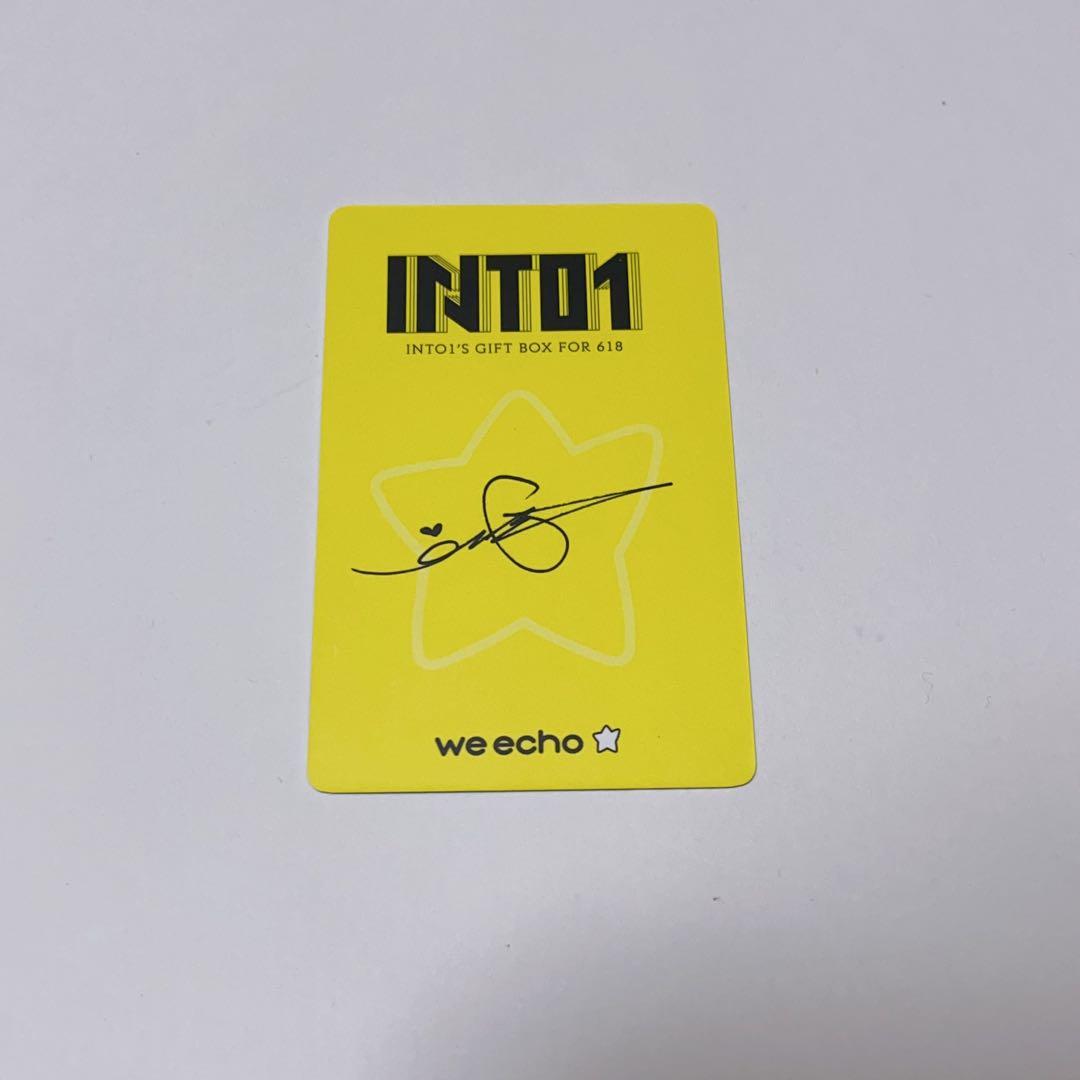 INTO1
INTO1'S GIFT BOX FOR 618
we echo